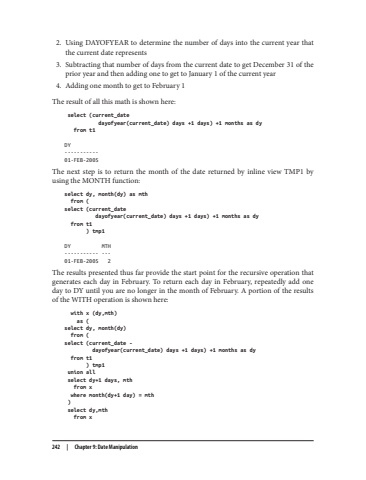 2. Using DAYOFYEAR to determine the number of days into the current year that
the current date represents
3. Subtracting that number of days from the current date to get December 31 of the
prior year and then adding one to get to January 1 of the current year
4. Adding one month to get to February 1
The result of all this math is shown here:
select (current_date
dayofyear(current_date) days +1 days) +1 months as dy
from t1
DY
-----------
01-FEB-2005
The next step is to return the month of the date returned by inline view TMP1 by
using the MONTH function:
select dy, month(dy) as mth
from (
select (current_date
dayofyear(current_date) days +1 days) +1 months as dy
from t1
) tmp1
DY MTH
----------- ---
01-FEB-2005 2
The results presented thus far provide the start point for the recursive operation that
generates each day in February. To return each day in February, repeatedly add one
day to DY until you are no longer in the month of February. A portion of the results
of the WITH operation is shown here:
with x (dy,mth)
as (
select dy, month(dy)
from (
select (current_date -
dayofyear(current_date) days +1 days) +1 months as dy
from t1
) tmp1
union all
select dy+1 days, mth
from x
where month(dy+1 day) = mth
)
select dy,mth
from x
242 | Chapter 9: Date Manipulation